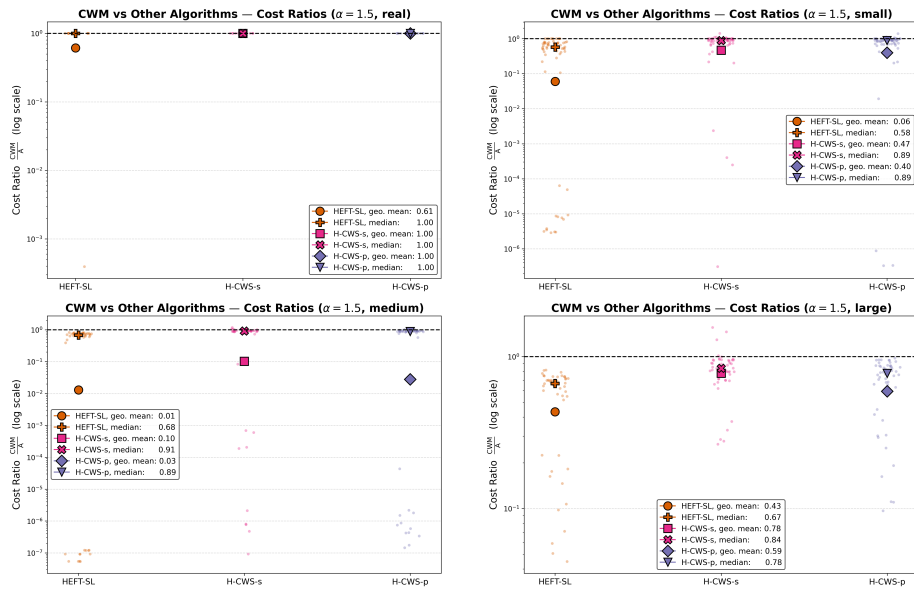 CWM vs Other Algorithms — Cost Ratios (α = 1.5, real)
Cost Ratio CWM/A (log scale)
10⁰
10⁻¹
10⁻²
10⁻³
HEFT-SL, geo. mean: 0.61
HEFT-SL, median: 1.00
H-CWS-s, geo. mean: 1.00
H-CWS-s, median: 1.00
H-CWS-p, geo. mean: 1.00
H-CWS-p, median: 1.00
HEFT-SL H-CWS-s H-CWS-p
CWM vs Other Algorithms — Cost Ratios (α = 1.5, small)
Cost Ratio CWM/A (log scale)
10⁰
10⁻¹
10⁻²
10⁻³
10⁻⁴
10⁻⁵
10⁻⁶
HEFT-SL, geo. mean: 0.06
HEFT-SL, median: 0.58
H-CWS-s, geo. mean: 0.47
H-CWS-s, median: 0.89
H-CWS-p, geo. mean: 0.40
H-CWS-p, median: 0.89
HEFT-SL H-CWS-s H-CWS-p
CWM vs Other Algorithms — Cost Ratios (α = 1.5, medium)
Cost Ratio CWM/A (log scale)
10⁰
10⁻¹
10⁻²
10⁻³
10⁻⁴
10⁻⁵
10⁻⁶
10⁻⁷
HEFT-SL, geo. mean: 0.01
HEFT-SL, median: 0.68
H-CWS-s, geo. mean: 0.10
H-CWS-s, median: 0.91
H-CWS-p, geo. mean: 0.03
H-CWS-p, median: 0.89
HEFT-SL H-CWS-s H-CWS-p
CWM vs Other Algorithms — Cost Ratios (α = 1.5, large)
Cost Ratio CWM/A (log scale)
10⁰
10⁻¹
HEFT-SL, geo. mean: 0.43
HEFT-SL, median: 0.67
H-CWS-s, geo. mean: 0.78
H-CWS-s, median: 0.84
H-CWS-p, geo. mean: 0.59
H-CWS-p, median: 0.78
HEFT-SL H-CWS-s H-CWS-p